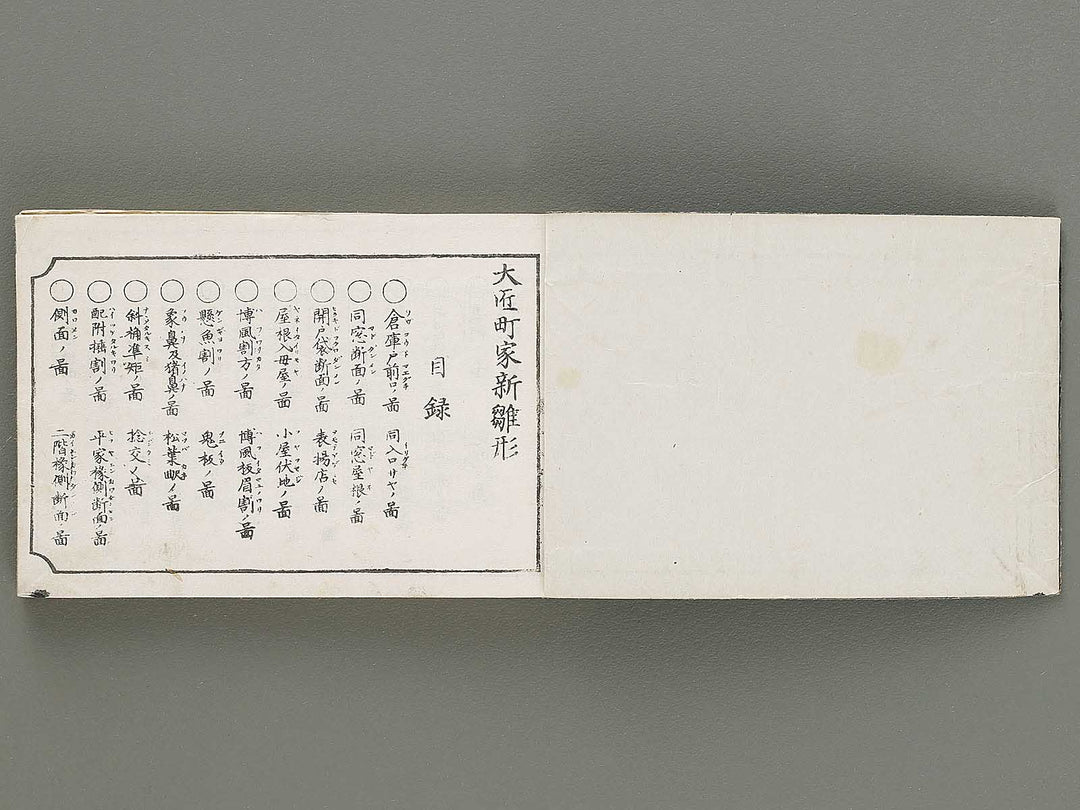 大匠町家新雛形
目録
○倉庫戸前口ノ圖 同入口サヤノ圖
○同窓断面ノ圖 同窓屋根ノ圖
○開戸袋断面ノ圖 表揚店ノ圖
○屋根入母屋ノ圖 小屋伏地ノ圖
○博風割方ノ圖 博風板眉割ノ圖
○懸魚割ノ圖 鬼板ノ圖
○象鼻及猪鼻ノ圖 松葉ノ圖
○斜桷準矩ノ圖 捻交ノ圖
○配附椽割ノ圖 平家椽側断面ノ圖
○側面ノ圖 二階椽側断面ノ圖